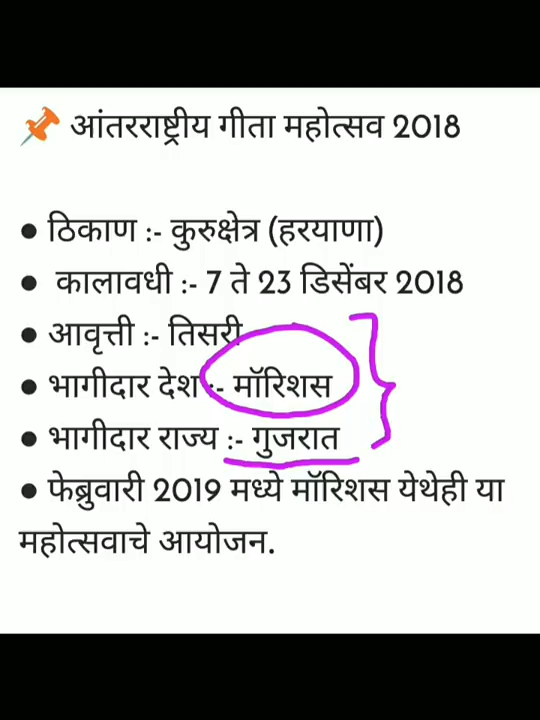 आंतरराष्ट्रीय गीता महोत्सव 2018
● ठिकाण :- कुरुक्षेत्र (हरयाणा)
● कालावधी :- 7 ते 23 डिसेंबर 2018
● आवृत्ती :- तिसरी
● भागीदार देश :- मॉरिशस
● भागीदार राज्य :- गुजरात
● फेब्रुवारी 2019 मध्ये मॉरिशस येथेही या
महोत्सवाचे आयोजन.